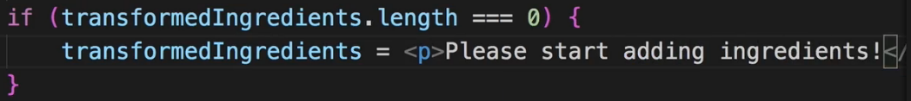 if (transformedIngredients.length === 0) {
transformedIngredients = <p>Please start adding ingredients!</
}